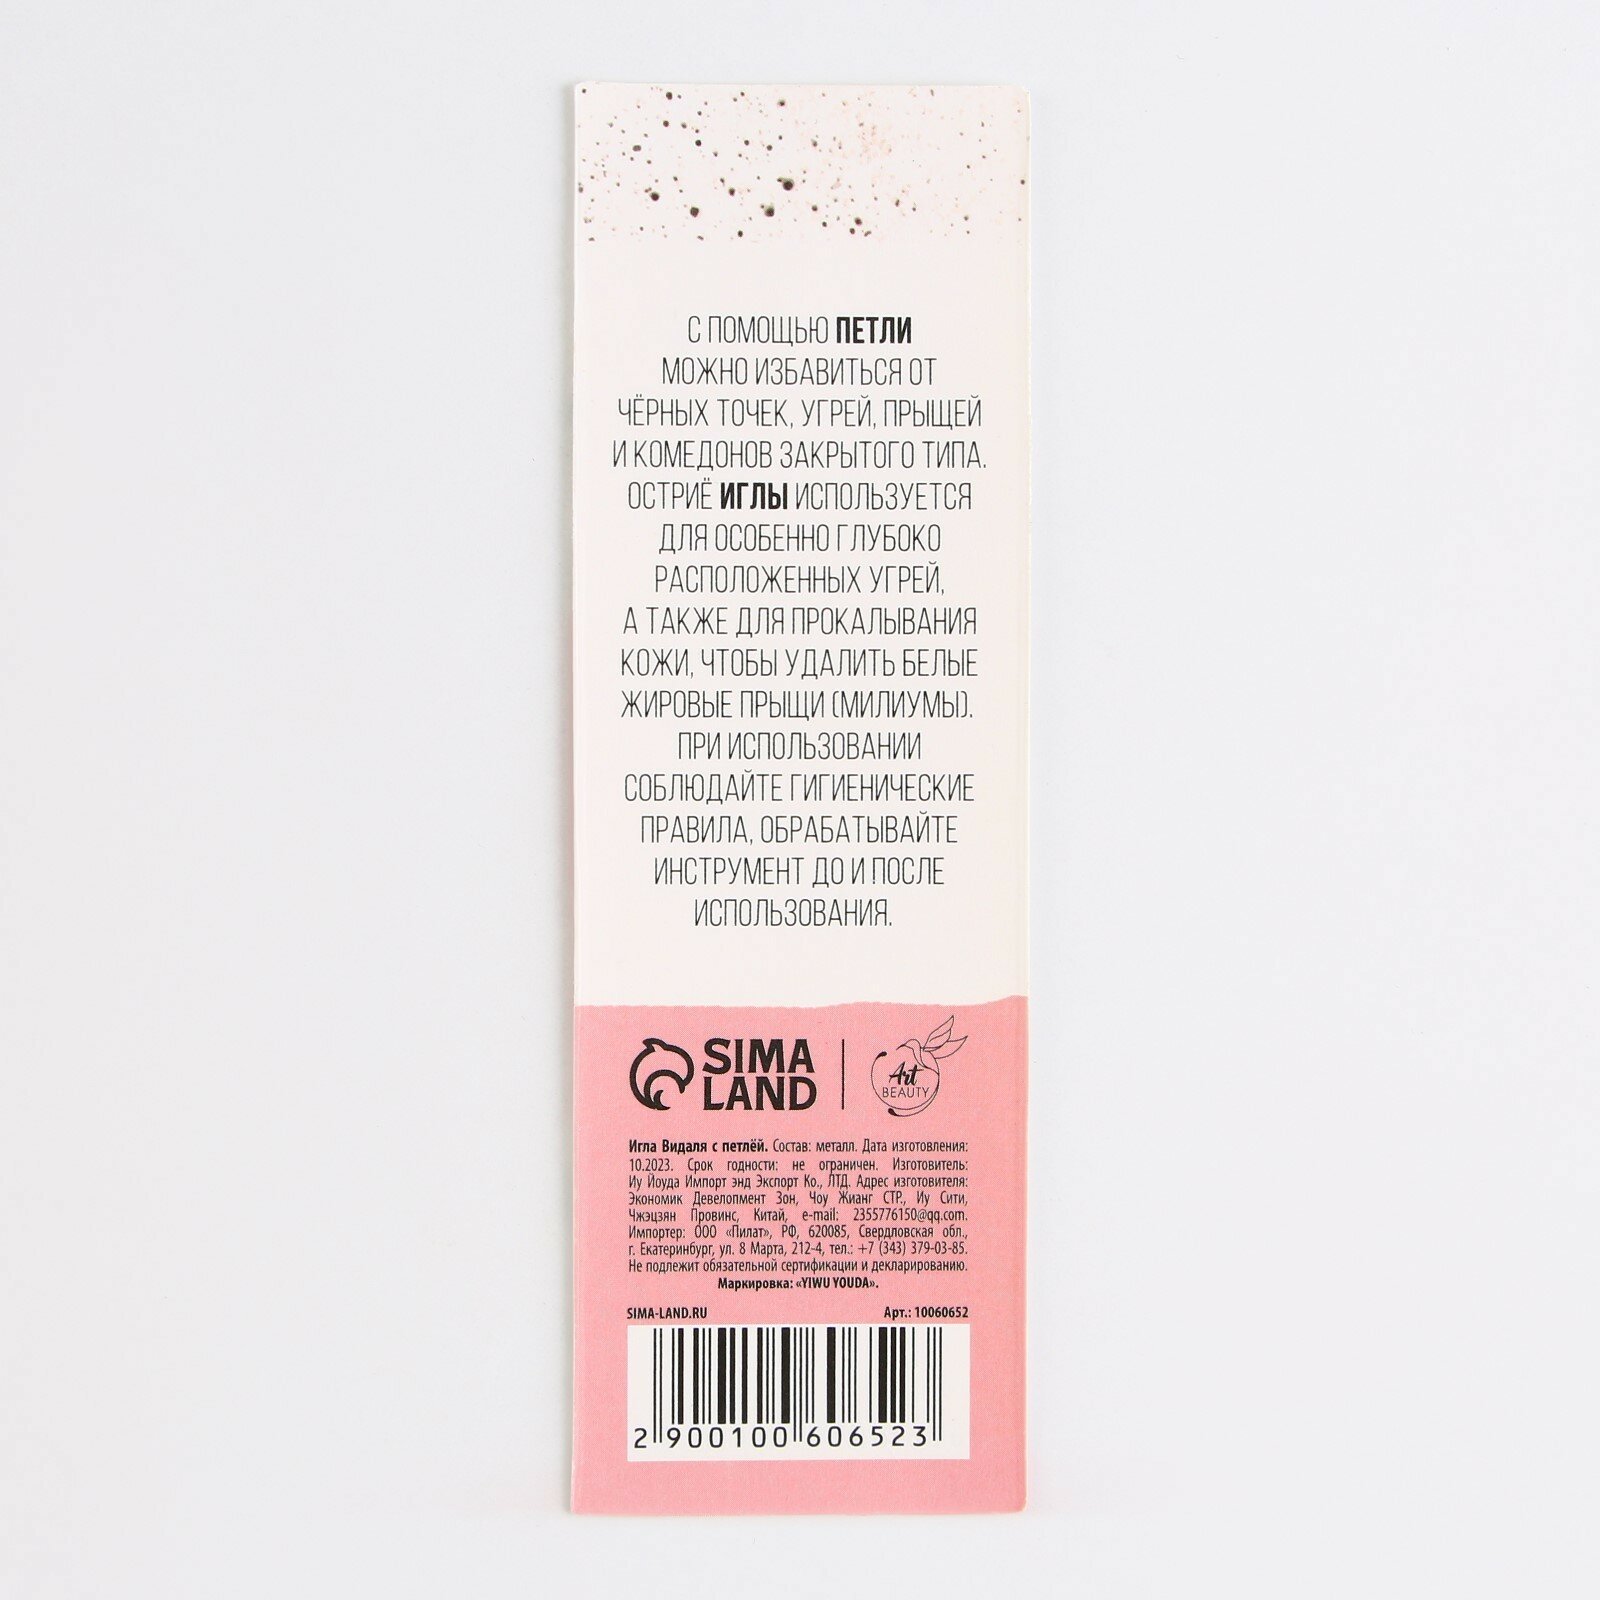 С ПОМОЩЬЮ ПЕТЛИ
МОЖНО ИЗБАВИТЬСЯ ОТ
ЧЁРНЫХ ТОЧЕК, УГРЕЙ, ПРЫЩЕЙ
И КОМЕДОНОВ ЗАКРЫТОГО ТИПА.
ОСТРИЁ ИГЛЫ ИСПОЛЬЗУЕТСЯ
ДЛЯ ОСОБЕННО ГЛУБОКО
РАСПОЛОЖЕННЫХ УГРЕЙ,
А ТАКЖЕ ДЛЯ ПРОКАЛЫВАНИЯ
КОЖИ, ЧТОБЫ УДАЛИТЬ БЕЛЫЕ
ЖИРОВЫЕ ПРЫЩИ (МИЛИУМЫ).
ПРИ ИСПОЛЬЗОВАНИИ
СОБЛЮДАЙТЕ ГИГИЕНИЧЕСКИЕ
ПРАВИЛА, ОБРАБАТЫВАЙТЕ
ИНСТРУМЕНТ ДО И ПОСЛЕ
ИСПОЛЬЗОВАНИЯ.
SIMA
LAND
Art
BEAUTY
Игла Видаля с петлёй. Состав: металл. Дата изготовления:
10.2023. Срок годности: не ограничен. Изготовитель:
Иу Йоуда Импорт энд Экспорт Ко., ЛТД. Адрес изготовителя:
Экономик Девелопмент Зон, Чоу Жианг СТР., Иу Сити,
Чжэцзян Провинс, Китай, e-mail: 2355776150@qq.com.
Импортер: ООО «Пилат», РФ, 620085, Свердловская обл.,
г. Екатеринбург, ул. 8 Марта, 212-4, тел.: +7 (343) 379-03-85.
Не подлежит обязательной сертификации и декларированию.
Маркировка: «YIWU YOUDA».
SIMA-LAND.RU Арт.: 10060652
2 900100 606523